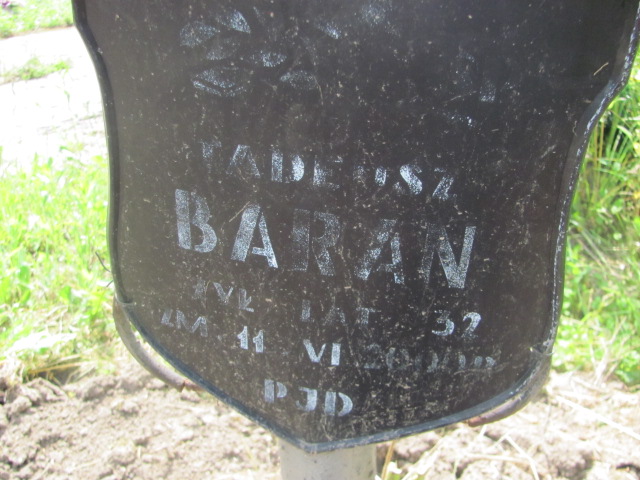 TADEUSZ
BARAN
ŻYŁ LAT 32
ZM. 11 VI
PJD